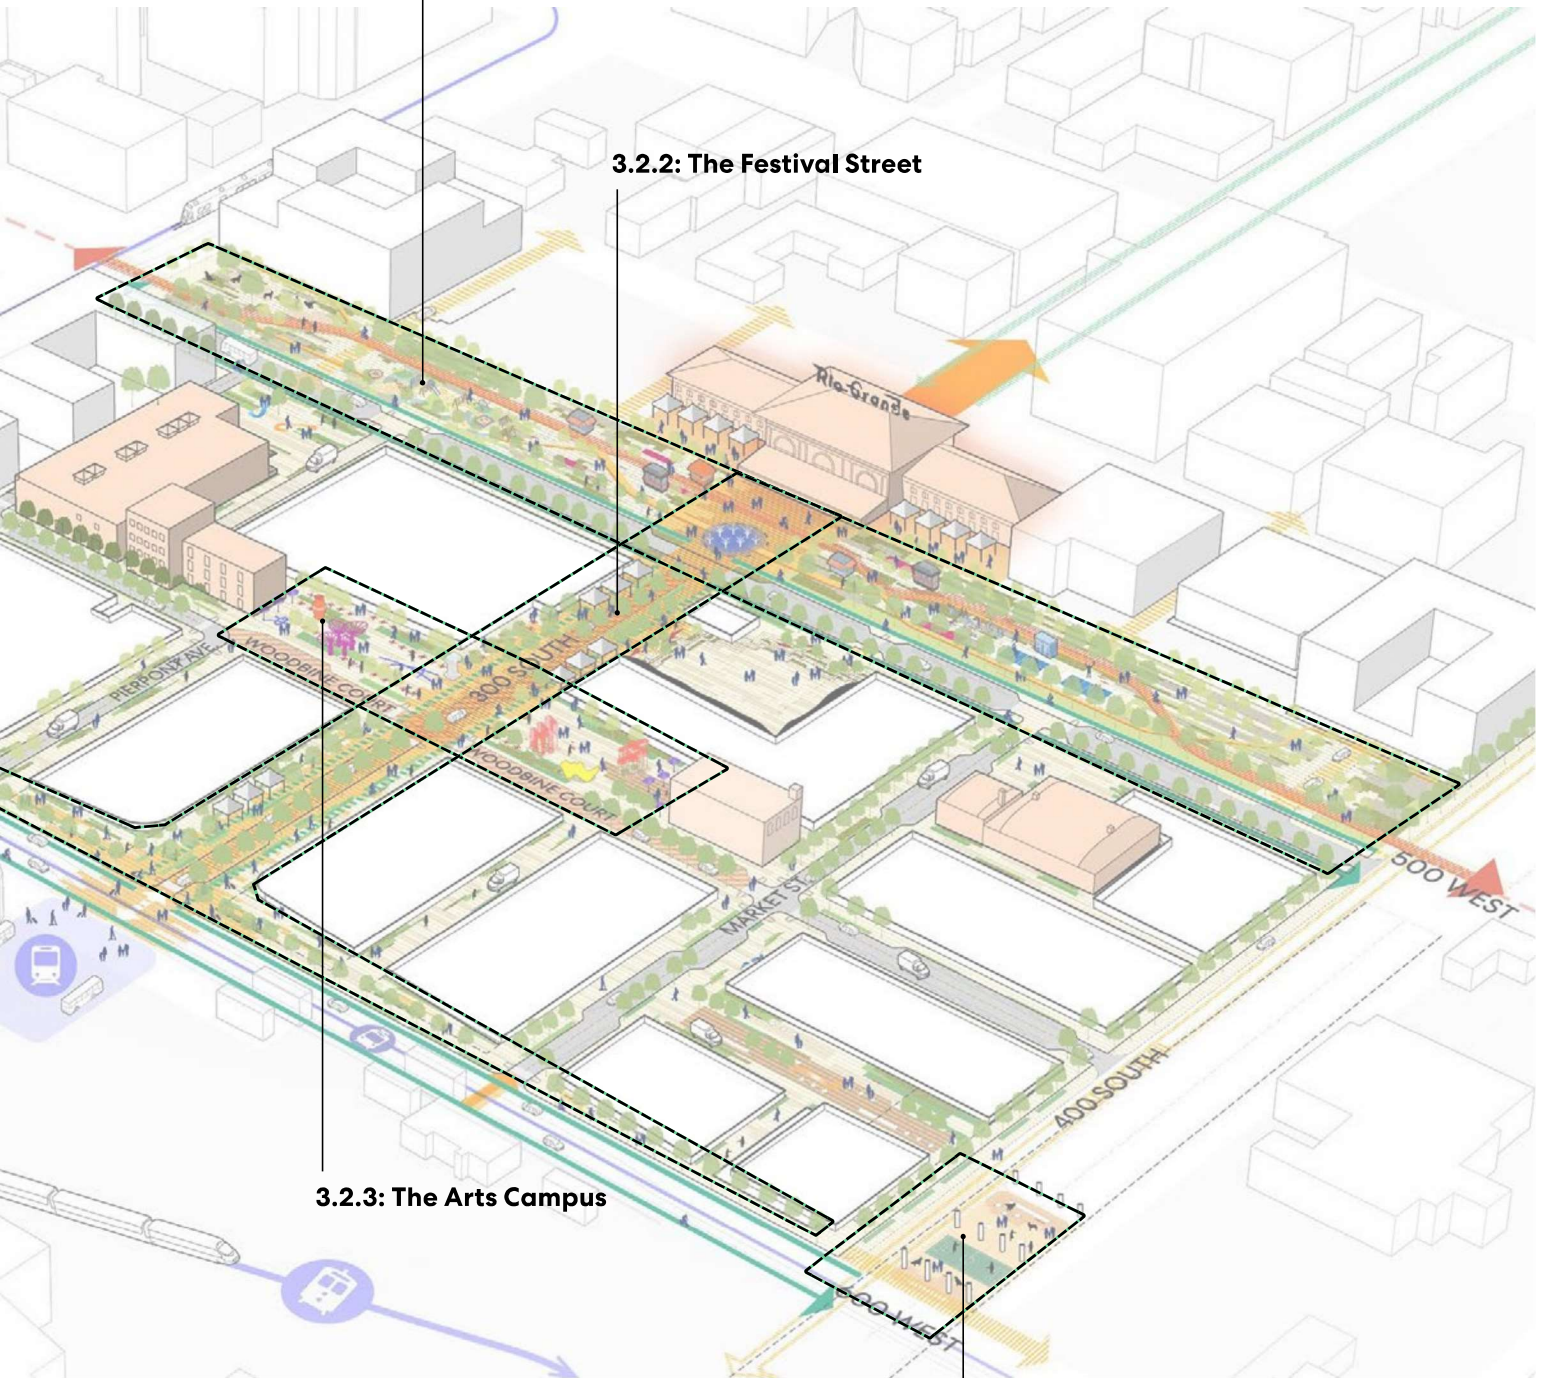 3.2.2: The Festival Street
Rio Grande
PIERPONT AVE
WOODBINE COURT
300 SOUTH
WOODBINE COURT
MARKET ST.
500 WEST
400 SOUTH
3.2.3: The Arts Campus
600 WEST